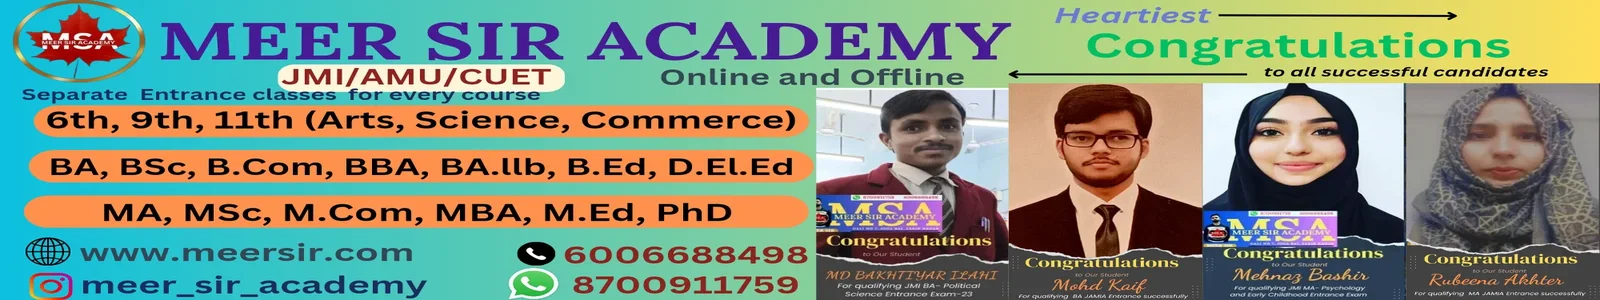 MSA
MEER SIR ACADEMY
MEER SIR ACADEMY
JMI/AMU/CUET
Online and Offline
Separate Entrance classes for every course
6th, 9th, 11th (Arts, Science, Commerce)
BA, BSc, B.Com, BBA, BA.llb, B.Ed, D.El.Ed
MA, MSc, M.Com, MBA, M.Ed, PhD
www.meersir.com
6006688498
meer_sir_academy
8700911759
Heartiest
Congratulations
to all successful candidates
MSA
MEER SIR ACADEMY
Congratulations
to Our Student
MD BAKHTIYAR ILAHI
For qualifying JMI BA- Political
Science Entrance Exam-23
Congratulations
to Our Student
Mohd Kaif
For qualifying BA JAMIA Entrance successfully
MSA
MEER SIR ACADEMY
Congratulations
to Our Student
Mehnaz Bashir
For qualifying JMI MA- Psychology
and Early Childhood Entrance Exam
Congratulations
to Our Student
Rubeena Akhter
For qualifying MA JAMIA Entrance successfully